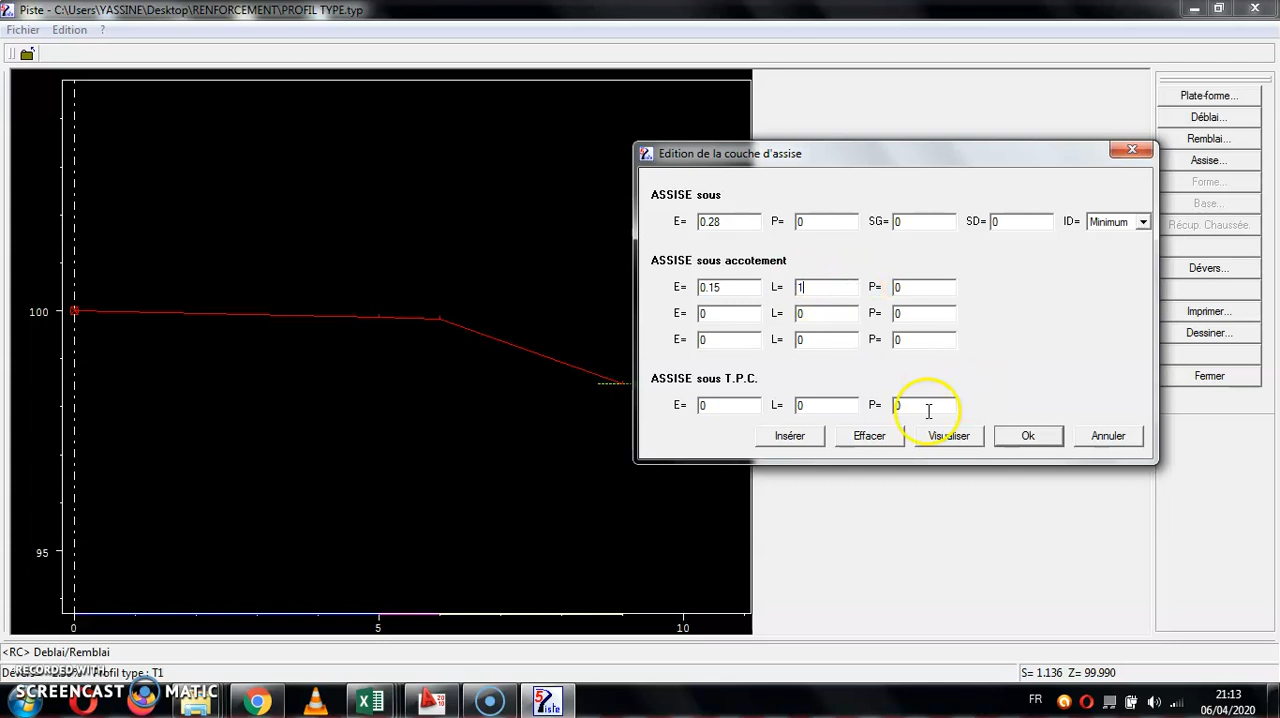 Piste - C:\Users\YASSINE\Desktop\RENFORCEMENT\PROFIL TYPE.typ
Fichier Edition ?
Plate-forme...
Déblai...
Remblai...
Assise...
Forme...
Base...
Récup. Chaussée.
Dévers...
Imprimer...
Dessiner...
Fermer
Edition de la couche d'assise
ASSISE sous
E= 0.28 P= 0 SG= 0 SD= 0 ID= Minimum
ASSISE sous accotement
E= 0.15 L= 1 P= 0
E= 0 L= 0 P= 0
E= 0 L= 0 P= 0
ASSISE sous T.P.C.
E= 0 L= 0 P= 0
Insérer Effacer Visualiser Ok Annuler
100
95
0 5 10
<RC> Deblai/Remblai
Profil type : T1
S= 1.136 Z= 99.990
RECORDED WITH
SCREENCAST MATIC
FR
21:13
06/04/2020